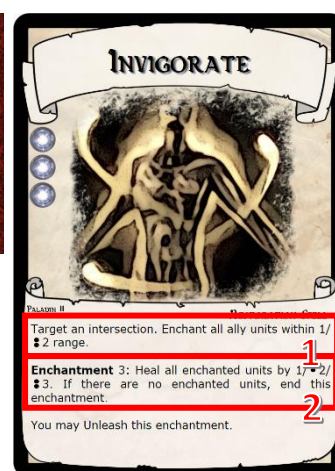 INVIGORATE
PALADIN II
Target an intersection. Enchant all ally units within 1/
2 range.
1
Enchantment 3: Heal all enchanted units by 1/ 2/
3. If there are no enchanted units, end this
enchantment.
2
You may Unleash this enchantment.